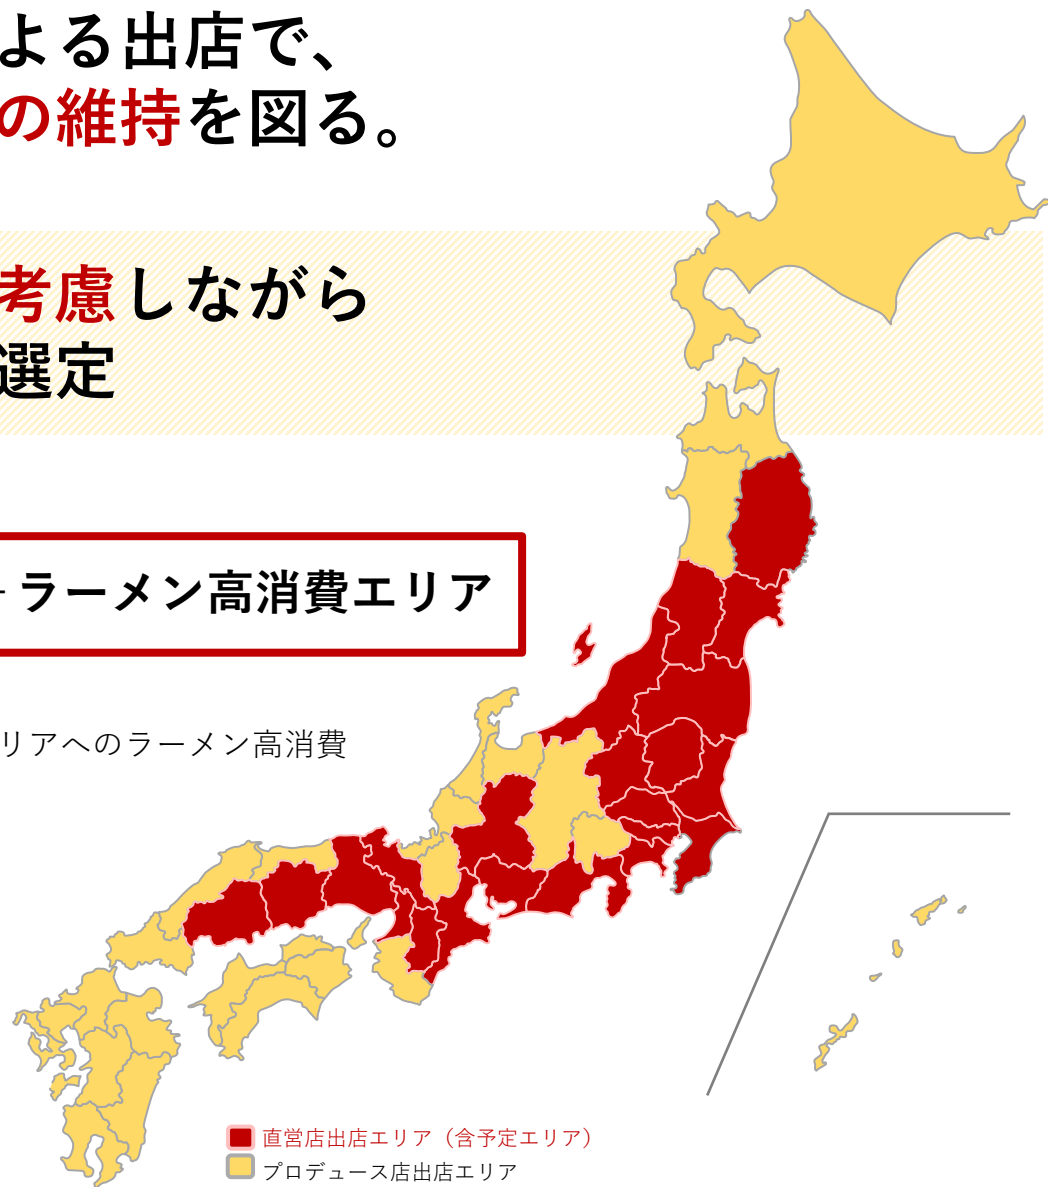 よる出店で、
の維持を図る。
考慮しながら
選定
ラーメン高消費エリア
リアへのラーメン高消費
直営店出店エリア（含予定エリア）
プロデュース店出店エリア